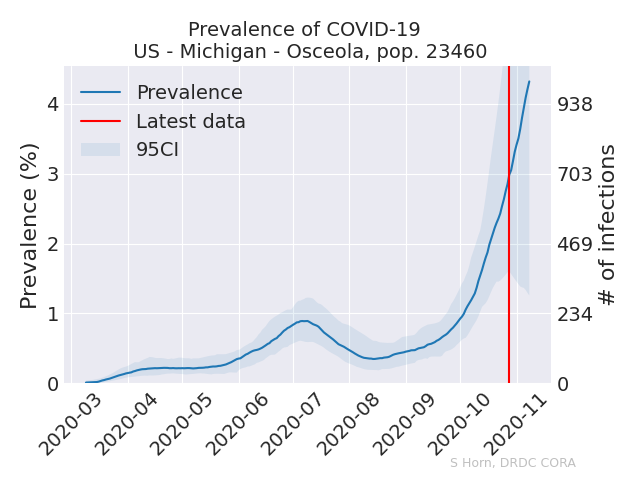 Prevalence of COVID-19
US - Michigan - Osceola, pop. 23460
Prevalence
Latest data
95CI
Prevalence (%)
4
3
2
1
0
938
703
469
234
0
# of infections
2020-03
2020-04
2020-05
2020-06
2020-07
2020-08
2020-09
2020-10
2020-11
S Horn, DRDC CORA